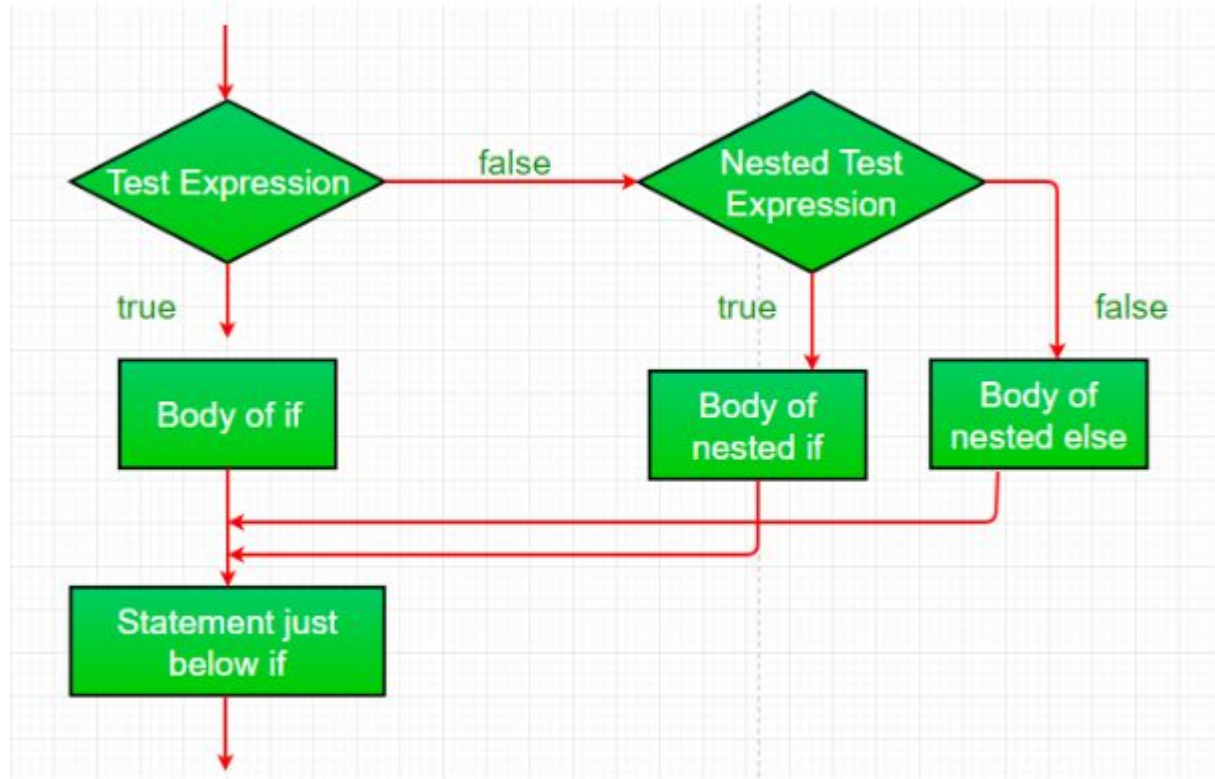 Test Expression
false
Nested Test
Expression
true
true
false
Body of if
Body of
nested if
Body of
nested else
Statement just
below if